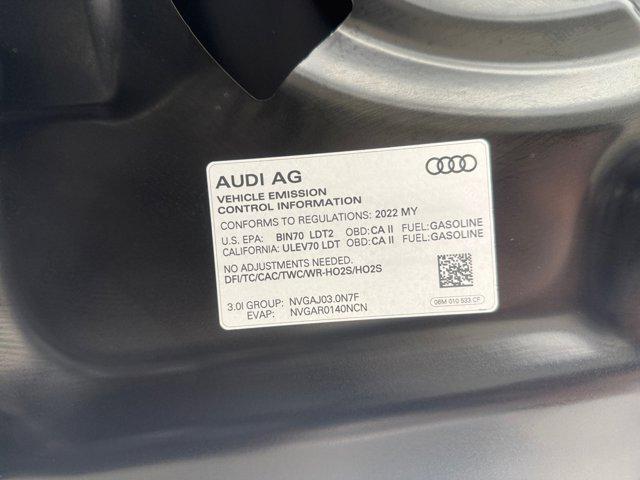 AUDI AG
VEHICLE EMISSION
CONTROL INFORMATION
CONFORMS TO REGULATIONS: 2022 MY
U.S. EPA: BIN70 LDT2 OBD:CA II FUEL:GASOLINE
CALIFORNIA: ULEV70 LDT OBD:CA II FUEL:GASOLINE
NO ADJUSTMENTS NEEDED.
DFI/TC/CAC/TWC/WR-HO2S/HO2S
3.0l GROUP: NVGAJ03.0N7F
EVAP: NVGAR0140NCN
06M 010 533 CF